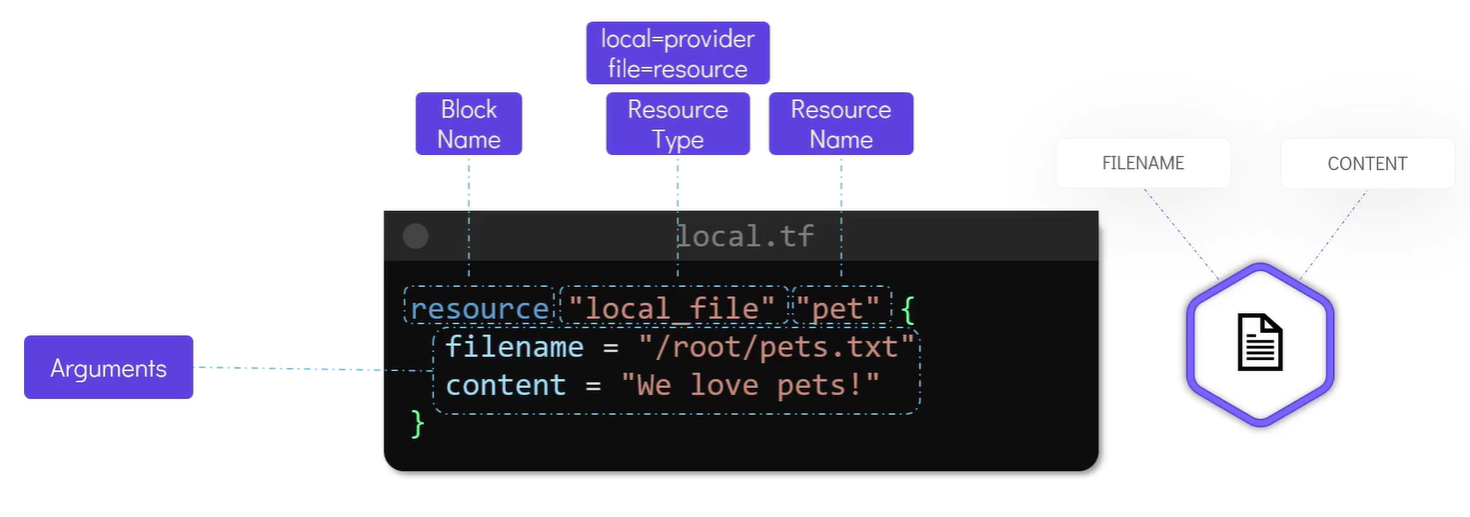 local=provider
file=resource
Block
Name
Resource
Type
Resource
Name
FILENAME
CONTENT
local.tf
resource "local_file" "pet" {
filename = "/root/pets.txt"
content = "We love pets!"
}
Arguments